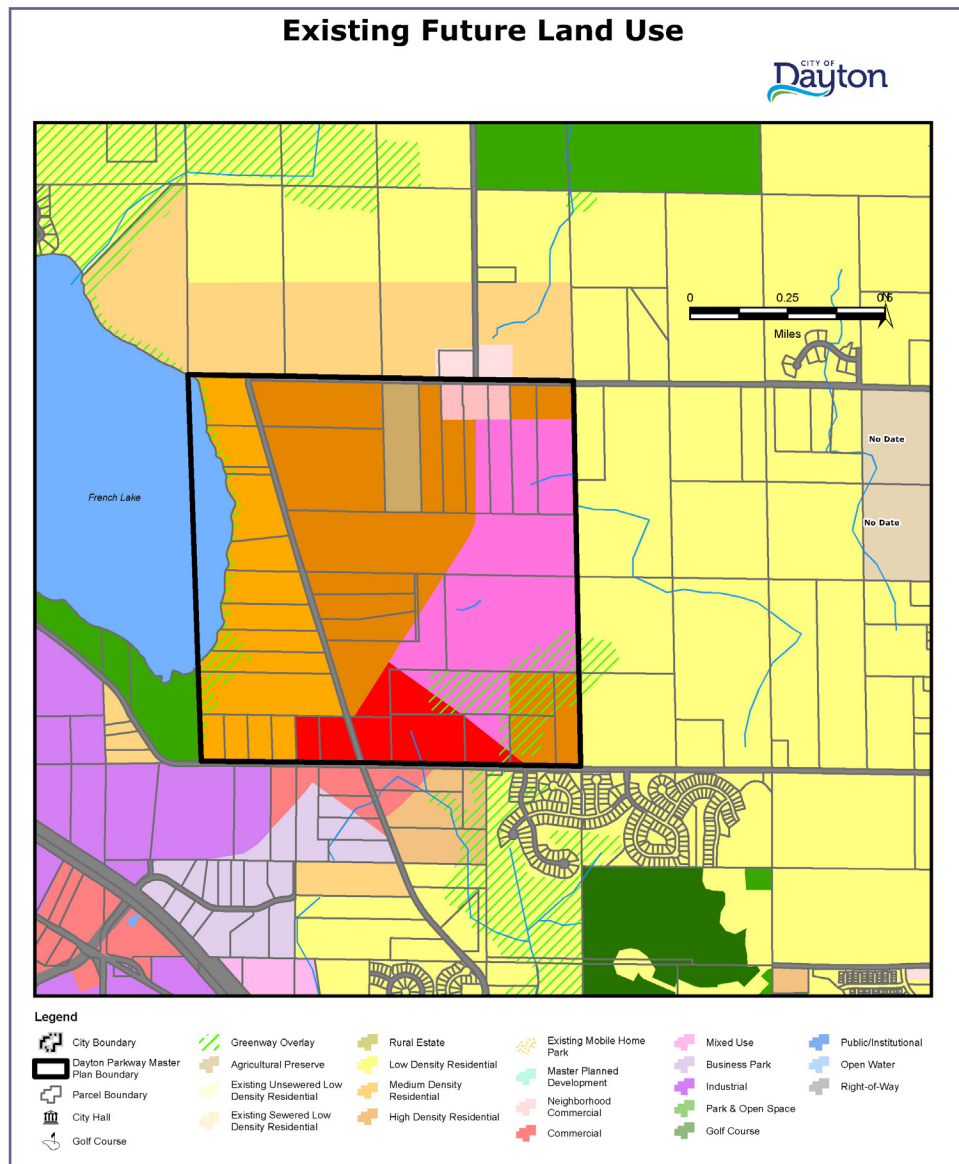 Existing Future Land Use
CITY OF
Dayton
0
0.25
0.5
N
Miles
No Date
No Date
French Lake
Legend
City Boundary
Dayton Parkway Master
Plan Boundary
Parcel Boundary
City Hall
Golf Course
Greenway Overlay
Agricultural Preserve
Existing Unsewered Low
Density Residential
Existing Sewered Low
Density Residential
Rural Estate
Low Density Residential
Medium Density
Residential
High Density Residential
Existing Mobile Home
Park
Master Planned
Development
Neighborhood
Commercial
Commercial
Mixed Use
Business Park
Industrial
Park & Open Space
Golf Course
Public/Institutional
Open Water
Right-of-Way